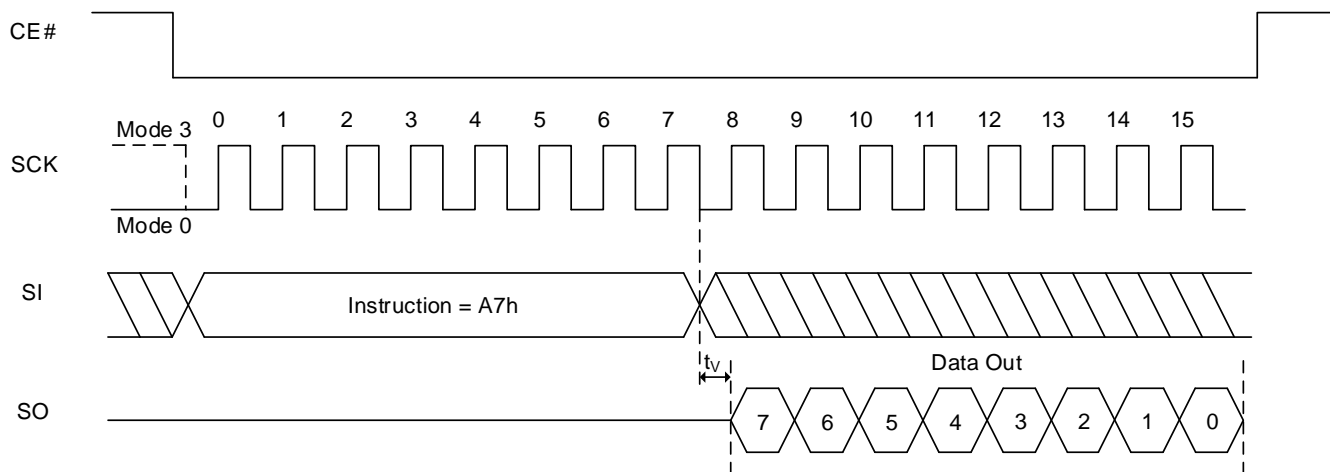 CE#
0 1 2 3 4 5 6 7 8 9 10 11 12 13 14 15
Mode 3
SCK
Mode 0
SI
Instruction = A7h
tV
Data Out
SO
7 6 5 4 3 2 1 0